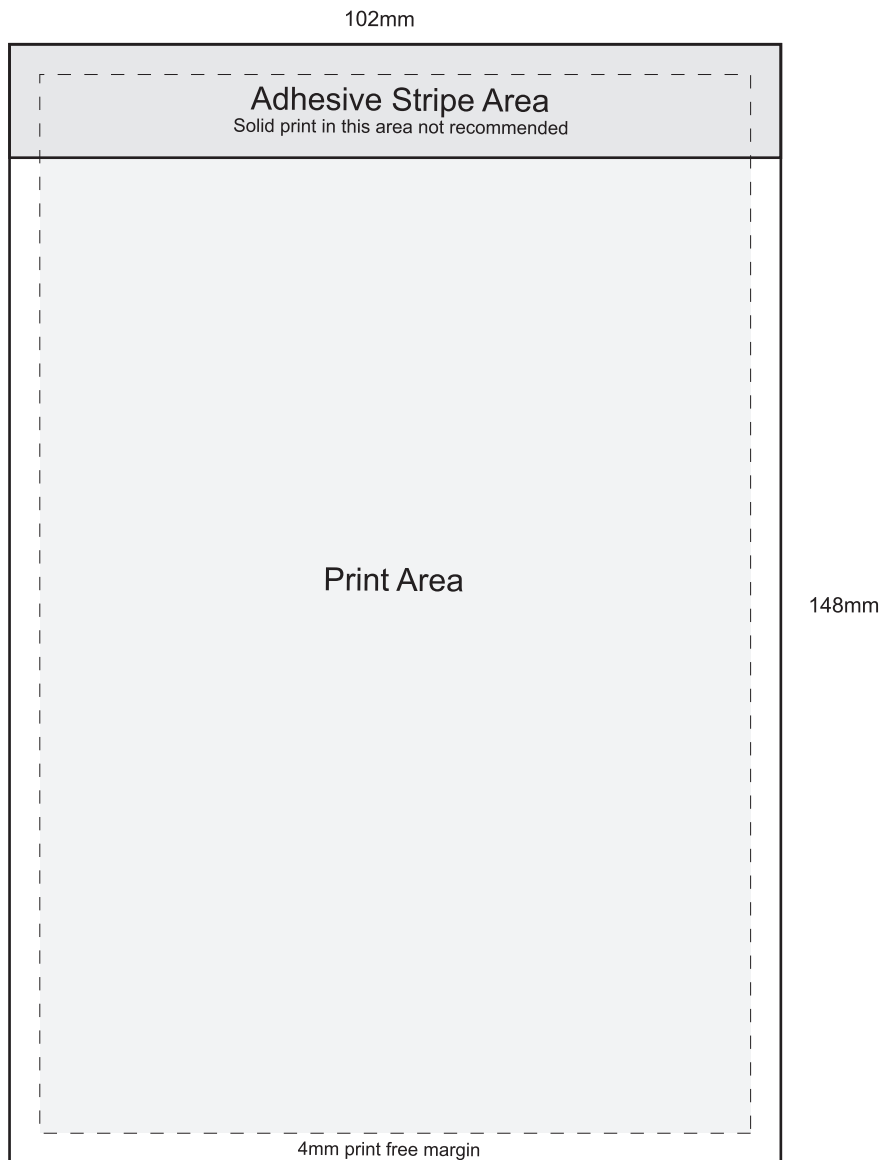 102mm
Adhesive Stripe Area
Solid print in this area not recommended
Print Area
148mm
4mm print free margin